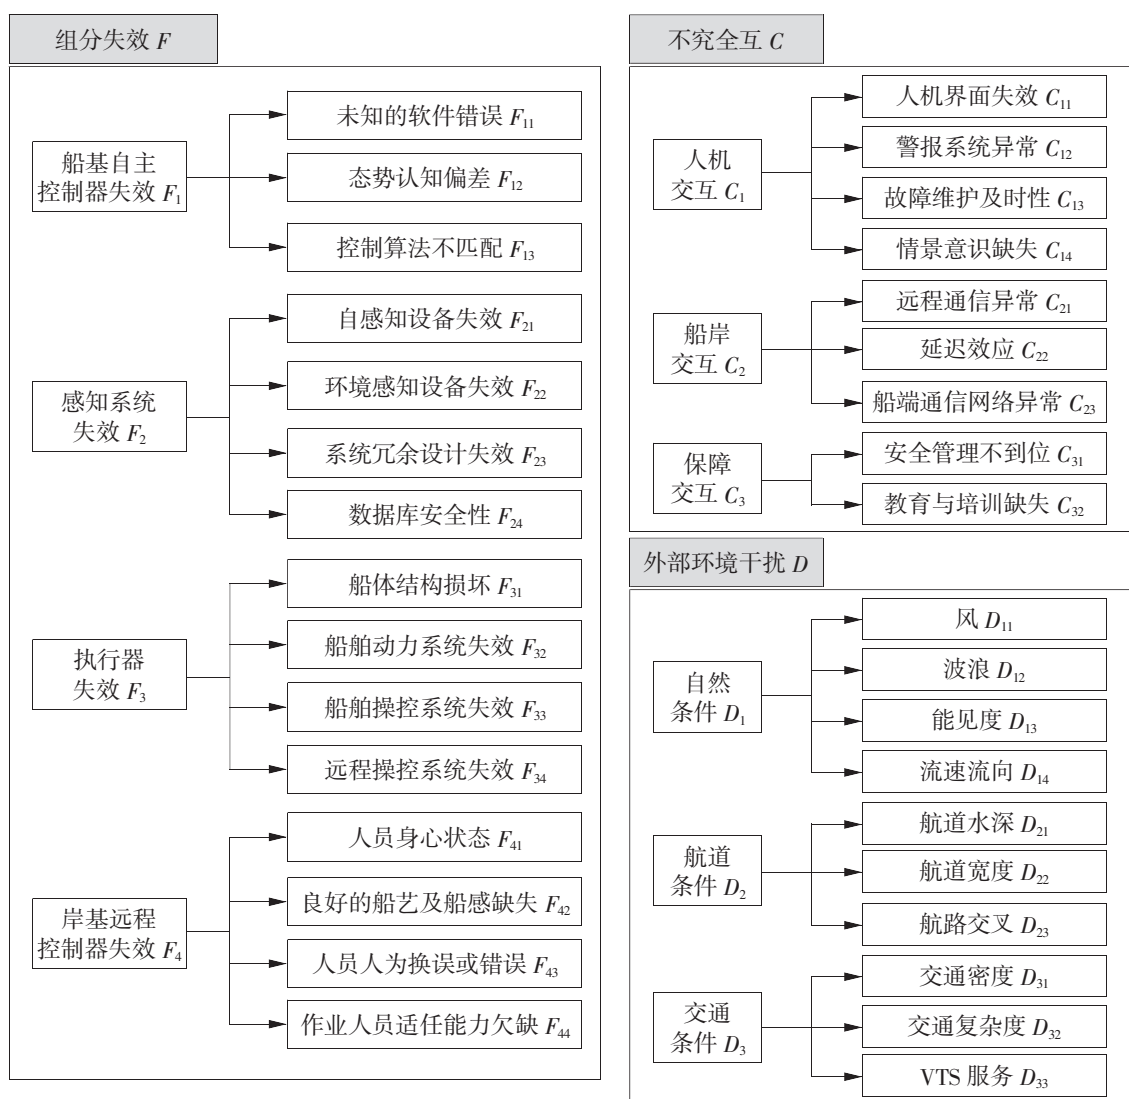 组分失效 F
船基自主
控制器失效 F1
未知的软件错误 F11
态势认知偏差 F12
控制算法不匹配 F13
感知系统
失效 F2
自感知设备失效 F21
环境感知设备失效 F22
系统冗余设计失效 F23
数据库安全性 F24
执行器
失效 F3
船体结构损坏 F31
船舶动力系统失效 F32
船舶操控系统失效 F33
远程操控系统失效 F34
岸基远程
控制器失效 F4
人员身心状态 F41
良好的船艺及船感缺失 F42
人员人为换误或错误 F43
作业人员适任能力欠缺 F44
不究全互 C
人机
交互 C1
人机界面失效 C11
警报系统异常 C12
故障维护及时性 C13
情景意识缺失 C14
船岸
交互 C2
远程通信异常 C21
延迟效应 C22
船端通信网络异常 C23
保障
交互 C3
安全管理不到位 C31
教育与培训缺失 C32
外部环境干扰 D
自然
条件 D1
风 D11
波浪 D12
能见度 D13
流速流向 D14
航道
条件 D2
航道水深 D21
航道宽度 D22
航路交叉 D23
交通
条件 D3
交通密度 D31
交通复杂度 D32
VTS 服务 D33